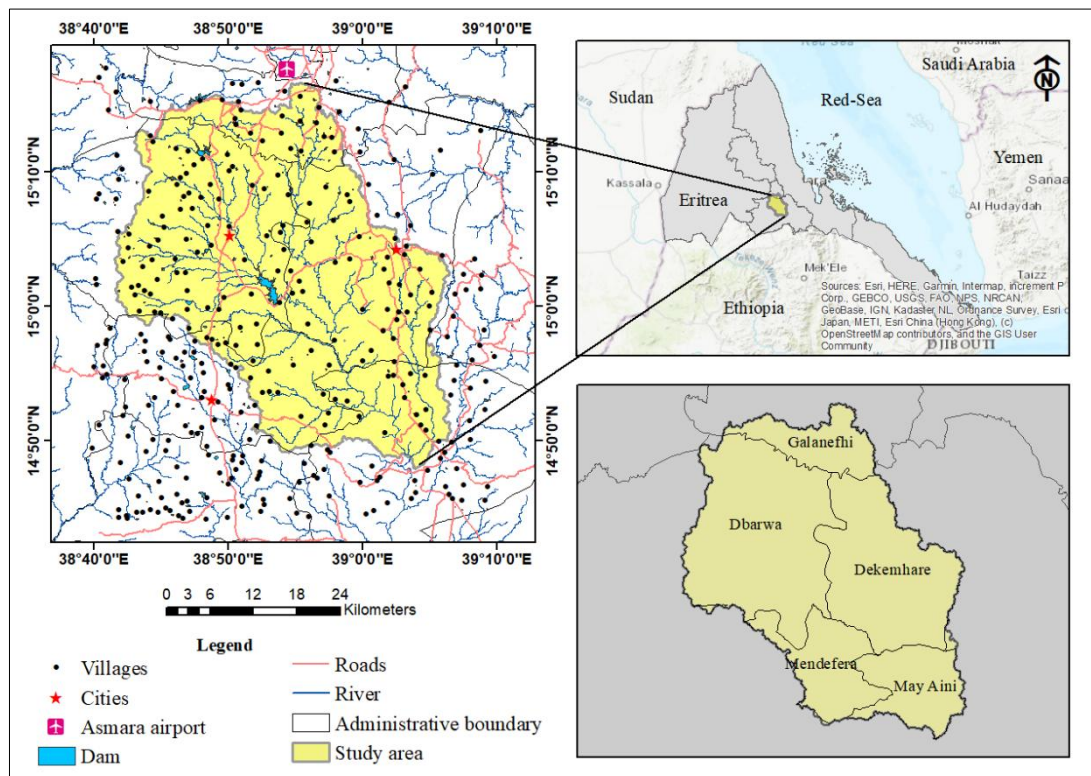 38°40'0"E 38°50'0"E 39°0'0"E 39°10'0"E
15°10'0"N
15°0'0"N
14°50'0"N
15°10'0"N
15°0'0"N
14°50'0"N
38°40'0"E 38°50'0"E 39°0'0"E 39°10'0"E
0 3 6 12 18 24
Kilometers
Legend
Villages
Cities
Asmara airport
Dam
Roads
River
Administrative boundary
Study area
Red Sea
Saudi Arabia
N
Sudan
Red-Sea
Yemen
Kassala
Sanaa
Eritrea
Al Hudaydah
Mek'Ele
Taizz
Ethiopia
Sources: Esri, HERE, Garmin, Intermap, increment P
Corp., GEBCO, USGS, FAO, NPS, NRCAN,
GeoBase, IGN, Kadaster NL, Ordnance Survey, Esri
Japan, METI, Esri China (Hong Kong), (c)
OpenStreetMap contributors, and the GIS User
Community
DJIBOUTI
Galanefhi
Dbarwa
Dekemhare
Mendefera
May Aini